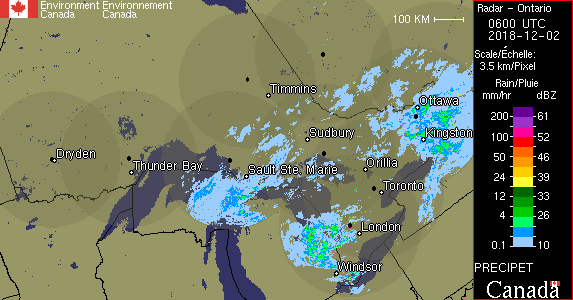 Environment Environnement
Canada Canada
100 KM
Timmins
Ottawa
Kingston
Sudbury
Dryden
Thunder Bay
Sault Ste. Marie
Orillia
Toronto
London
Windsor
Radar - Ontario
0600 UTC
2018-12-02
Scale/Échelle:
3.5 km/Pixel
Rain/Pluie
mm/hr dBZ
200 61
100 52
50 46
24 39
12 33
4 26
0.1 10
PRECIPET
Canada